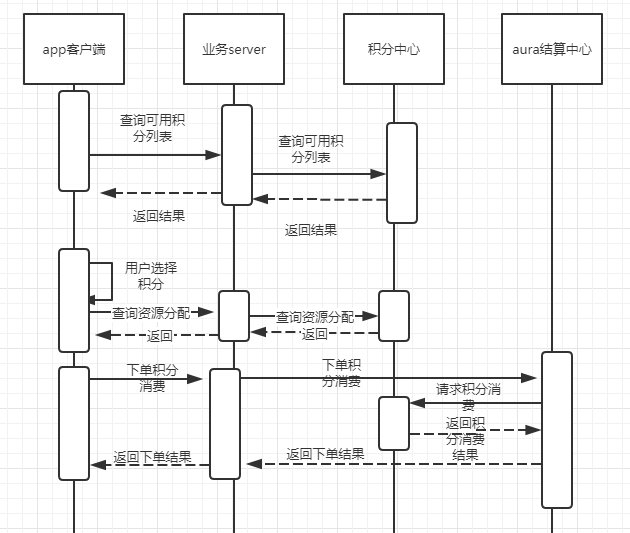 app客户端
业务server
积分中心
aura结算中心
查询可用积
分列表
查询可用积
分列表
返回结果
返回结果
用户选择
积分
查询资源分配
查询资源分配
返回
返回
下单积分
消费
下单积
分消费
请求积分消
费
返回积
分消费
结果
返回下单结果
返回下单结果